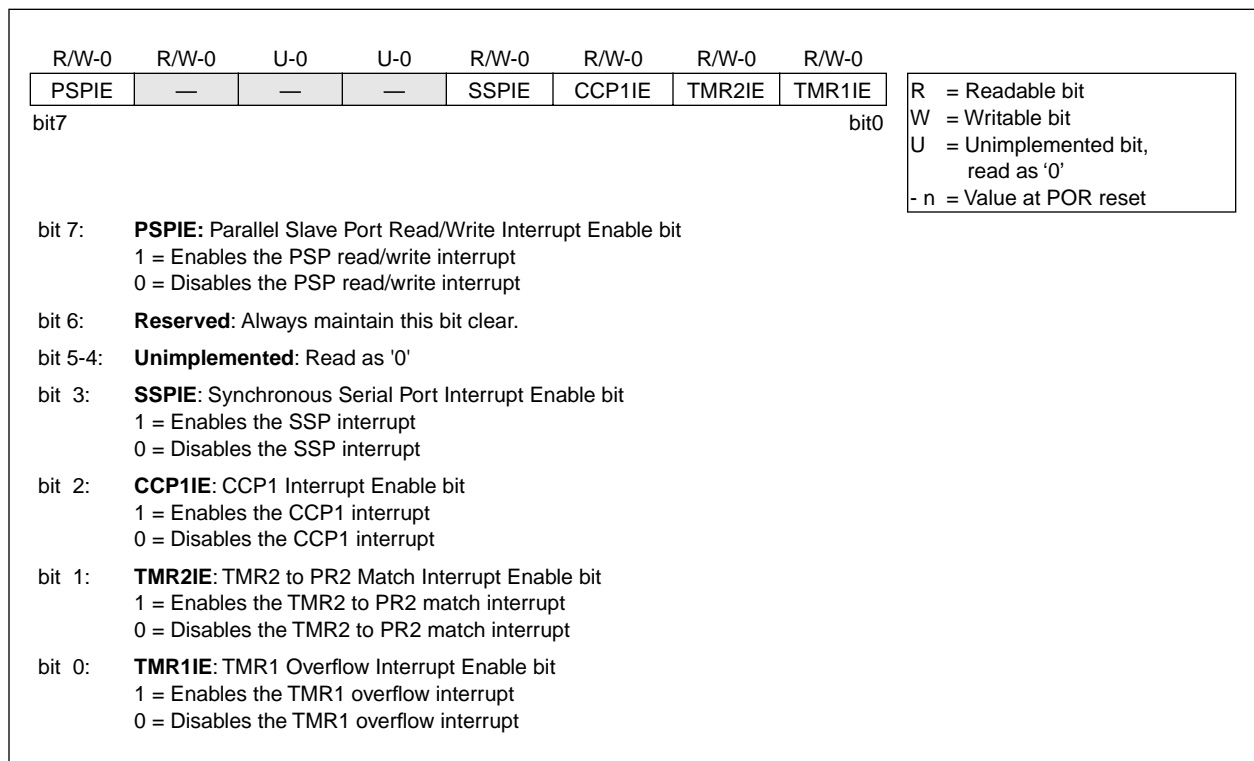 R/W-0 R/W-0 U-0 U-0 R/W-0 R/W-0 R/W-0 R/W-0
PSPIE — — — SSPIE CCP1IE TMR2IE TMR1IE
bit7 bit0
R = Readable bit
W = Writable bit
U = Unimplemented bit,
read as ‘0’
- n = Value at POR reset
bit 7: PSPIE: Parallel Slave Port Read/Write Interrupt Enable bit
1 = Enables the PSP read/write interrupt
0 = Disables the PSP read/write interrupt
bit 6: Reserved: Always maintain this bit clear.
bit 5-4: Unimplemented: Read as '0'
bit 3: SSPIE: Synchronous Serial Port Interrupt Enable bit
1 = Enables the SSP interrupt
0 = Disables the SSP interrupt
bit 2: CCP1IE: CCP1 Interrupt Enable bit
1 = Enables the CCP1 interrupt
0 = Disables the CCP1 interrupt
bit 1: TMR2IE: TMR2 to PR2 Match Interrupt Enable bit
1 = Enables the TMR2 to PR2 match interrupt
0 = Disables the TMR2 to PR2 match interrupt
bit 0: TMR1IE: TMR1 Overflow Interrupt Enable bit
1 = Enables the TMR1 overflow interrupt
0 = Disables the TMR1 overflow interrupt